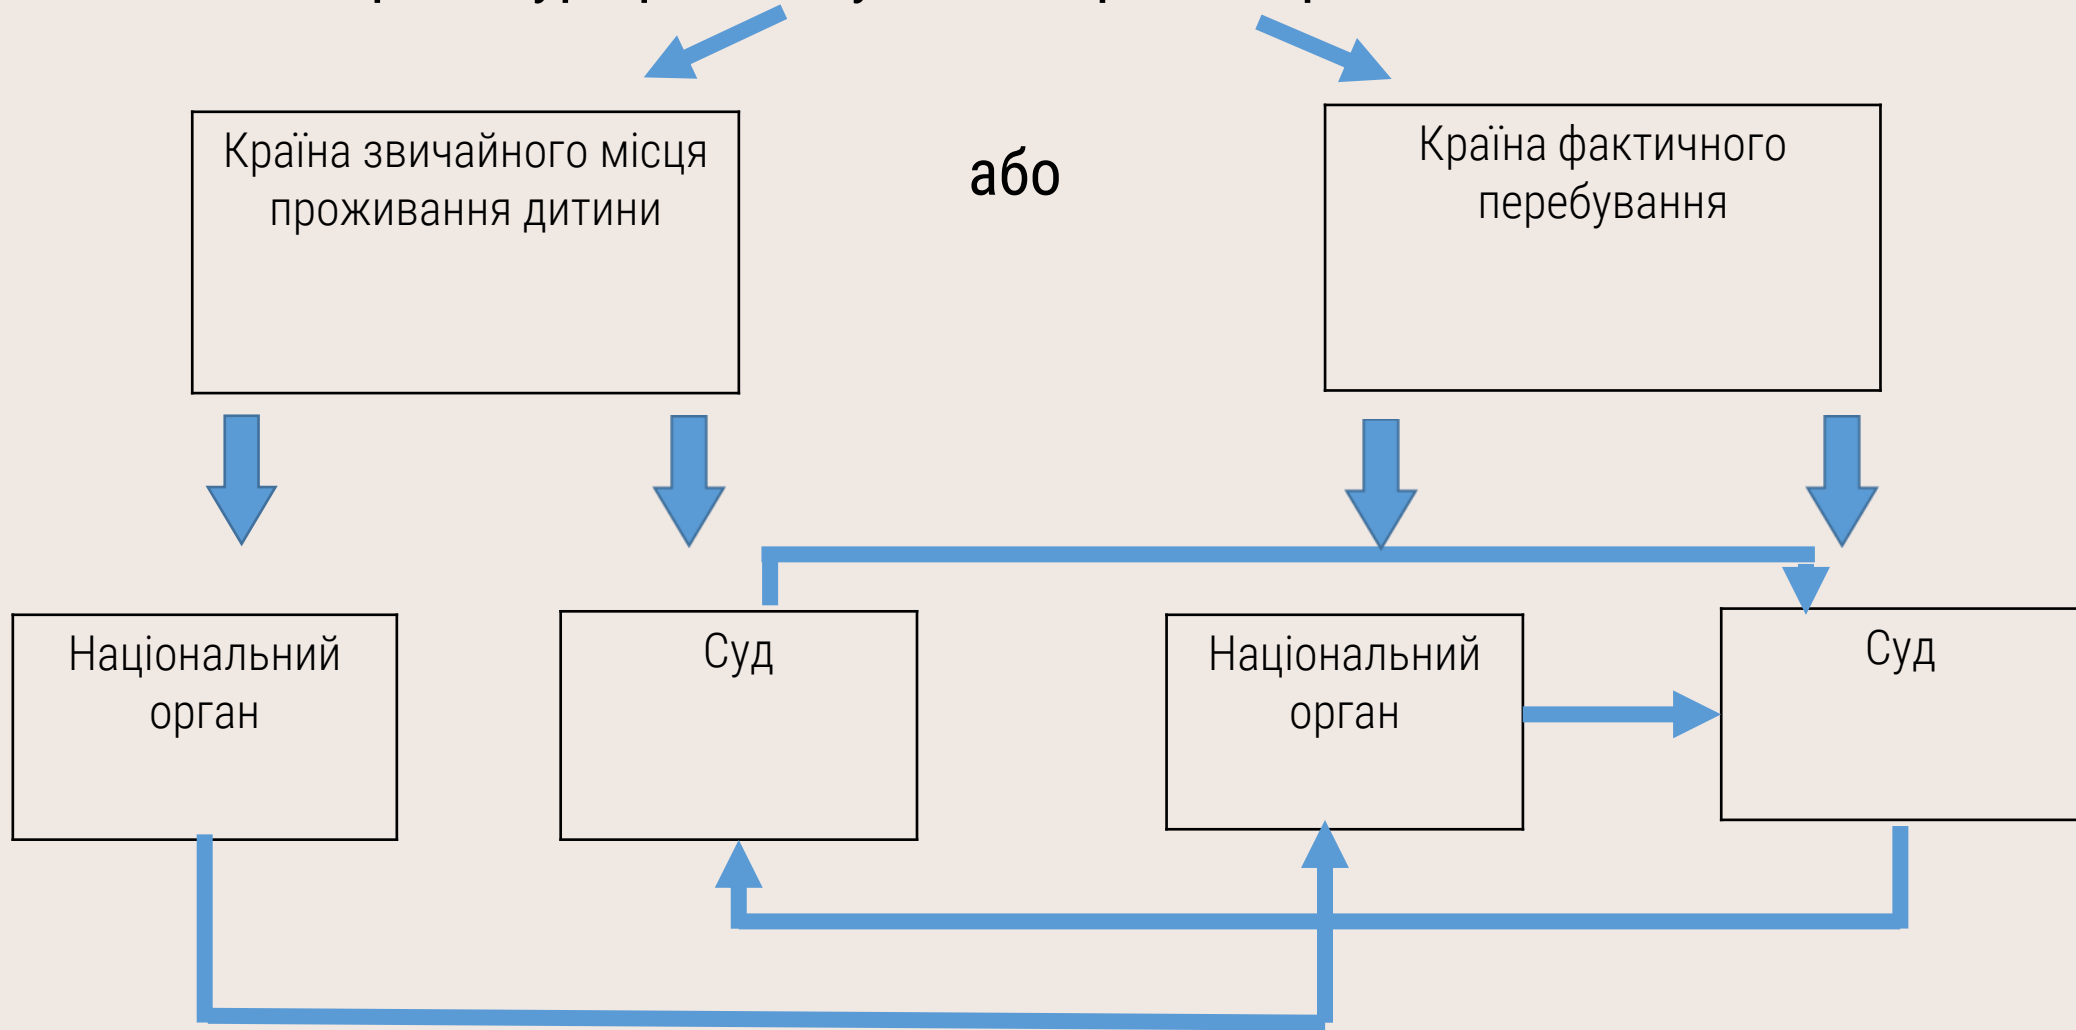 Країна звичайного місця
проживання дитини
або
Країна фактичного
перебування
Національний
орган
Суд
Національний
орган
Суд